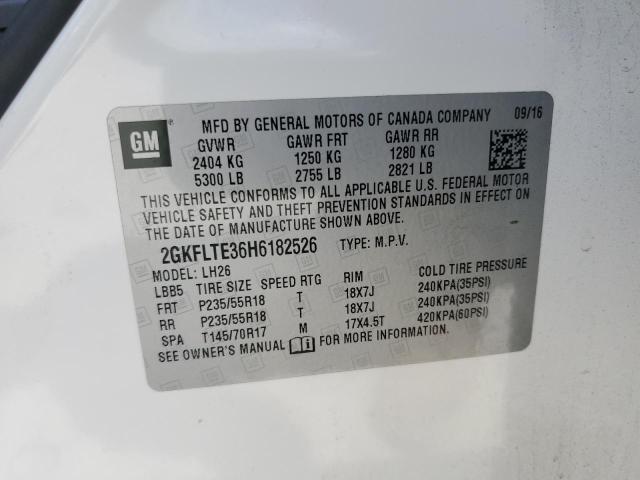 GM
MFD BY GENERAL MOTORS OF CANADA COMPANY 09/16
GVWR GAWR FRT GAWR RR
2404 KG 1250 KG 1280 KG
5300 LB 2755 LB 2821 LB
THIS VEHICLE CONFORMS TO ALL APPLICABLE U.S. FEDERAL MOTOR
VEHICLE SAFETY AND THEFT PREVENTION STANDARDS IN EFFECT ON
THE DATE OF MANUFACTURE SHOWN ABOVE.
2GKFLTE36H6182526 TYPE: M.P.V.
MODEL: LH26
LBB5 TIRE SIZE SPEED RTG RIM COLD TIRE PRESSURE
FRT P235/55R18 T 18X7J 240KPA(35PSI)
RR P235/55R18 T 18X7J 240KPA(35PSI)
SPA T145/70R17 M 17X4.5T 420KPA(60PSI)
SEE OWNER'S MANUAL FOR MORE INFORMATION.